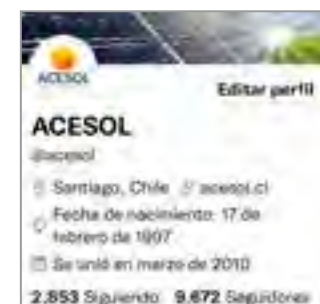 ACESOL
Editar perfil
ACESOL
@acesol
Santiago, Chile acesol.cl
Fecha de nacimiento: 17 de
febrero de 1997
Se unió en marzo de 2010
2.853 Siguiendo 9.672 Seguidores